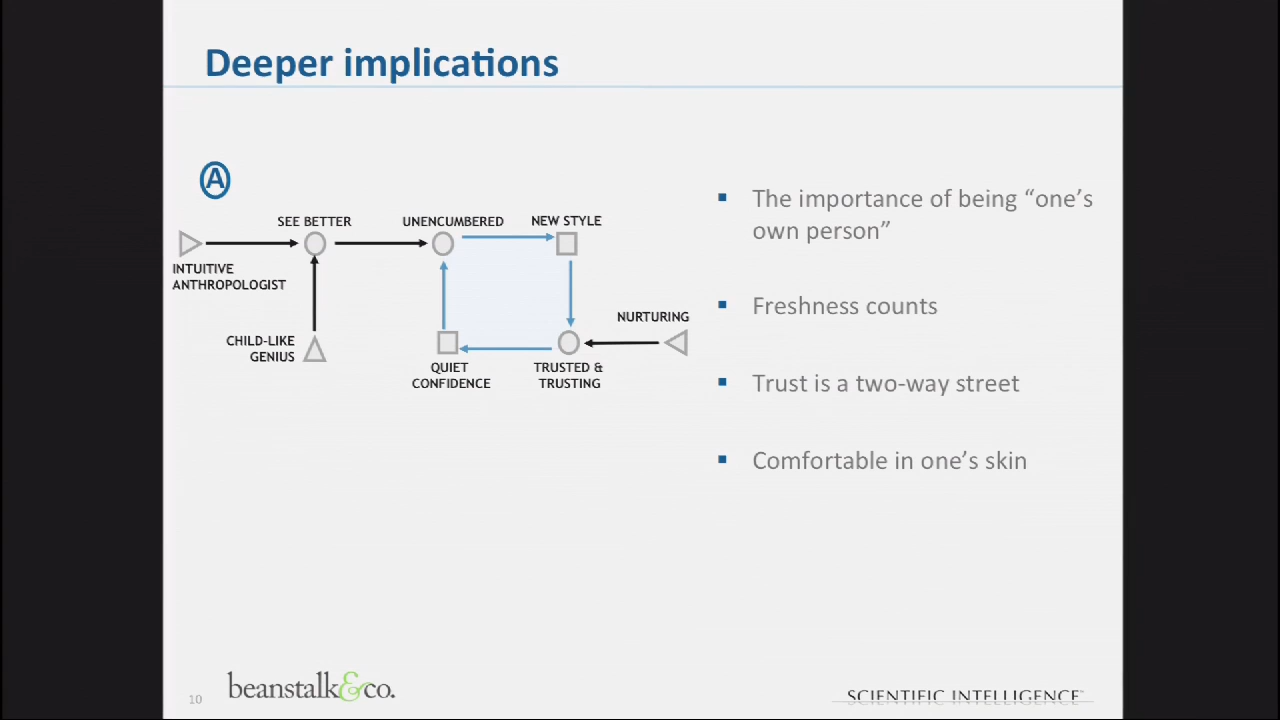 Deeper implications
A
SEE BETTER
UNENCUMBERED
NEW STYLE
INTUITIVE
ANTHROPOLOGIST
CHILD-LIKE
GENIUS
NURTURING
QUIET
CONFIDENCE
TRUSTED &
TRUSTING
The importance of being “one’s
own person”
Freshness counts
Trust is a two-way street
Comfortable in one’s skin
10
beanstalk&co.
SCIENTIFIC INTELLIGENCE™